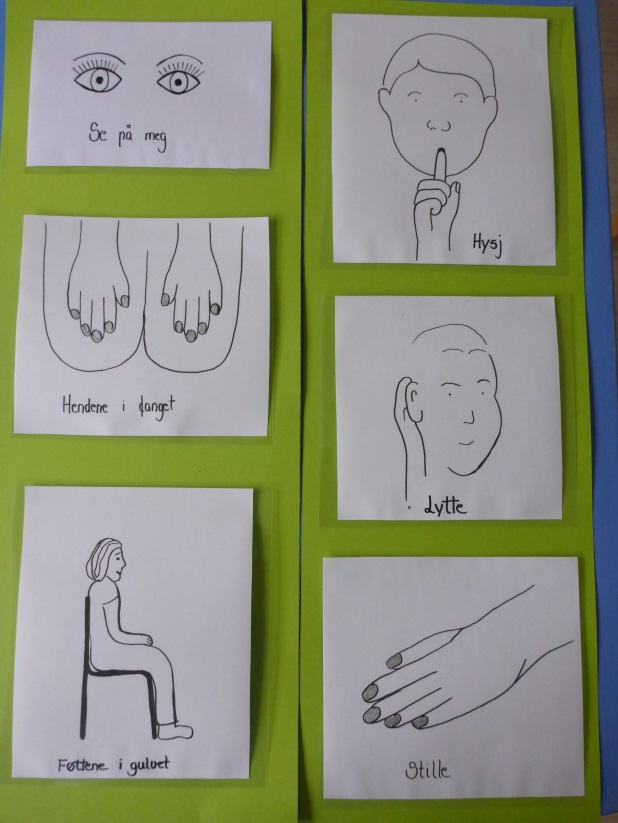 Se på meg
Hendene i fanget
Føttene i gulvet
Hysj
Lytte
Stille